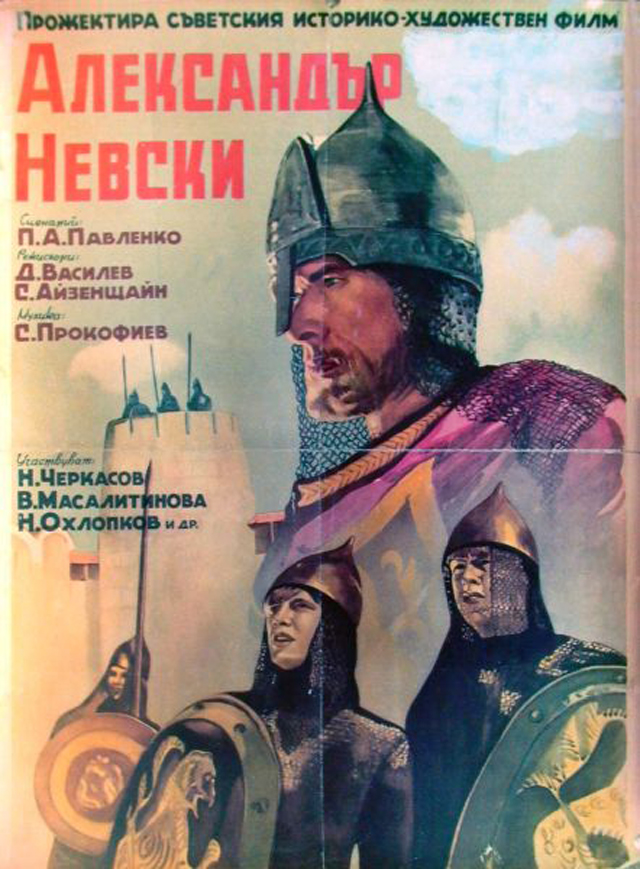 ПРОЖЕКТИРА СЪВЕТСКИЯ ИСТОРИКО-ХУДОЖЕСТВЕН ФИЛМ
АЛЕКСАНДЪР
НЕВСКИ
Сценарий:
П.А.ПАВЛЕНКО
Режисьори:
Д.ВАСИЛЕВ
С.АЙЗЕНЩАЙН
Музика:
С.ПРОКОФИЕВ
Участвуват:
Н.ЧЕРКАСОВ
В.МАСАЛИТИНОВА
Н.ОХЛОПКОВ И ДР.